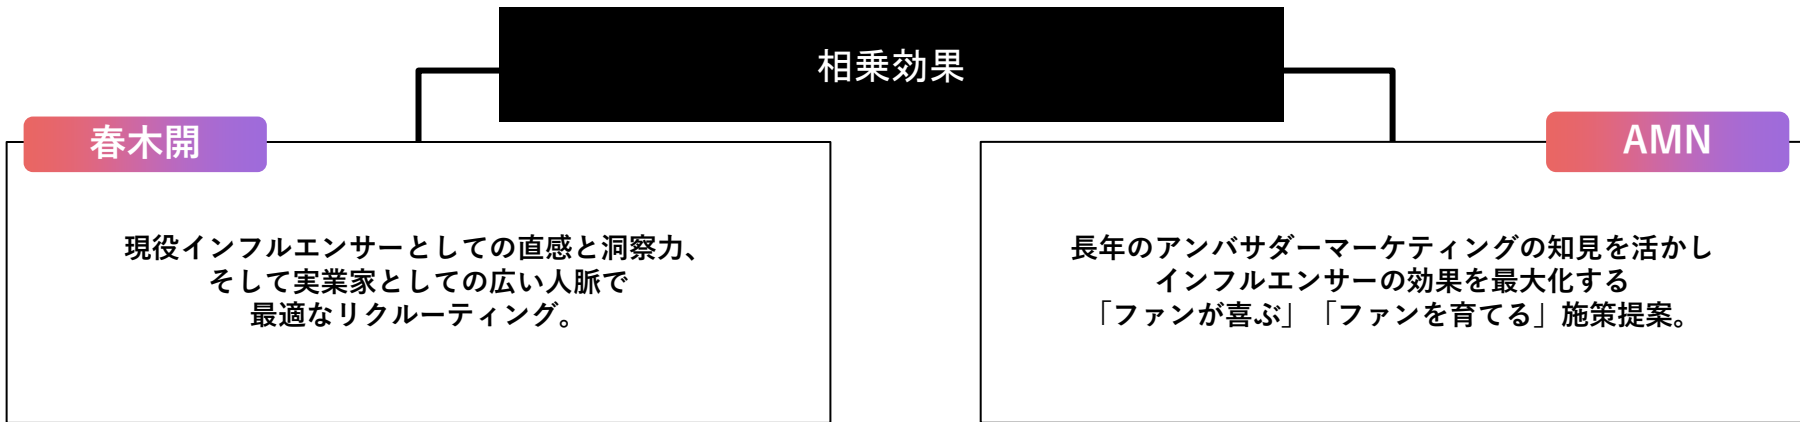 相乗効果
春木開
現役インフルエンサーとしての直感と洞察力、
そして実業家としての広い人脈で
最適なリクルーティング。
AMN
長年のアンバサダーマーケティングの知見を活かし
インフルエンサーの効果を最大化する
「ファンが喜ぶ」「ファンを育てる」施策提案。